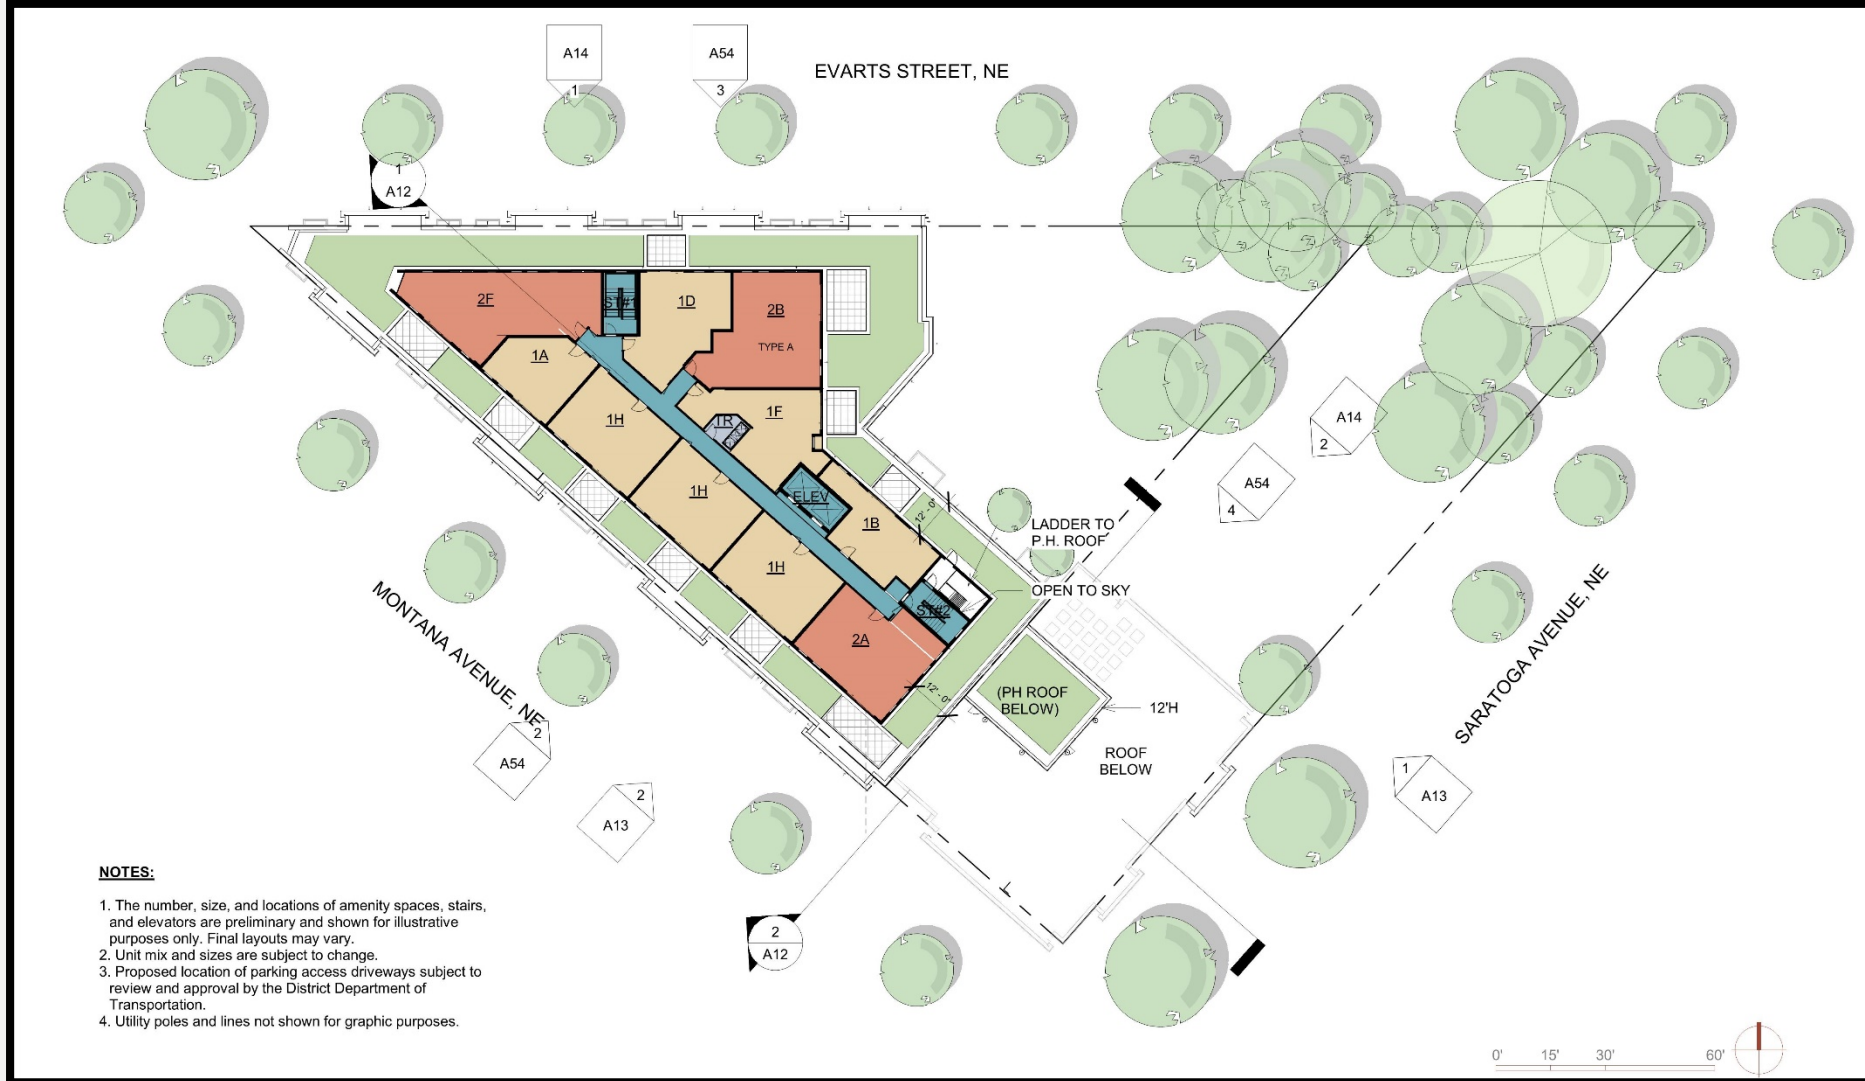 A14
1
A54
3
EVARTS STREET, NE
1
A12
2F
ST#1
1D
2B
TYPE A
1A
1H
1F
TR
1H
ELEV
1B
12'-0"
1H
LADDER TO
P.H. ROOF
OPEN TO SKY
ST#2
2A
12'-0"
(PH ROOF
BELOW)
12'H
ROOF
BELOW
A14
2
A54
4
MONTANA AVENUE, NE
SARATOGA AVENUE, NE
2
A54
2
A13
1
A13
2
A12
NOTES:
1. The number, size, and locations of amenity spaces, stairs,
and elevators are preliminary and shown for illustrative
purposes only. Final layouts may vary.
2. Unit mix and sizes are subject to change.
3. Proposed location of parking access driveways subject to
review and approval by the District Department of
Transportation.
4. Utility poles and lines not shown for graphic purposes.
0' 15' 30' 60'